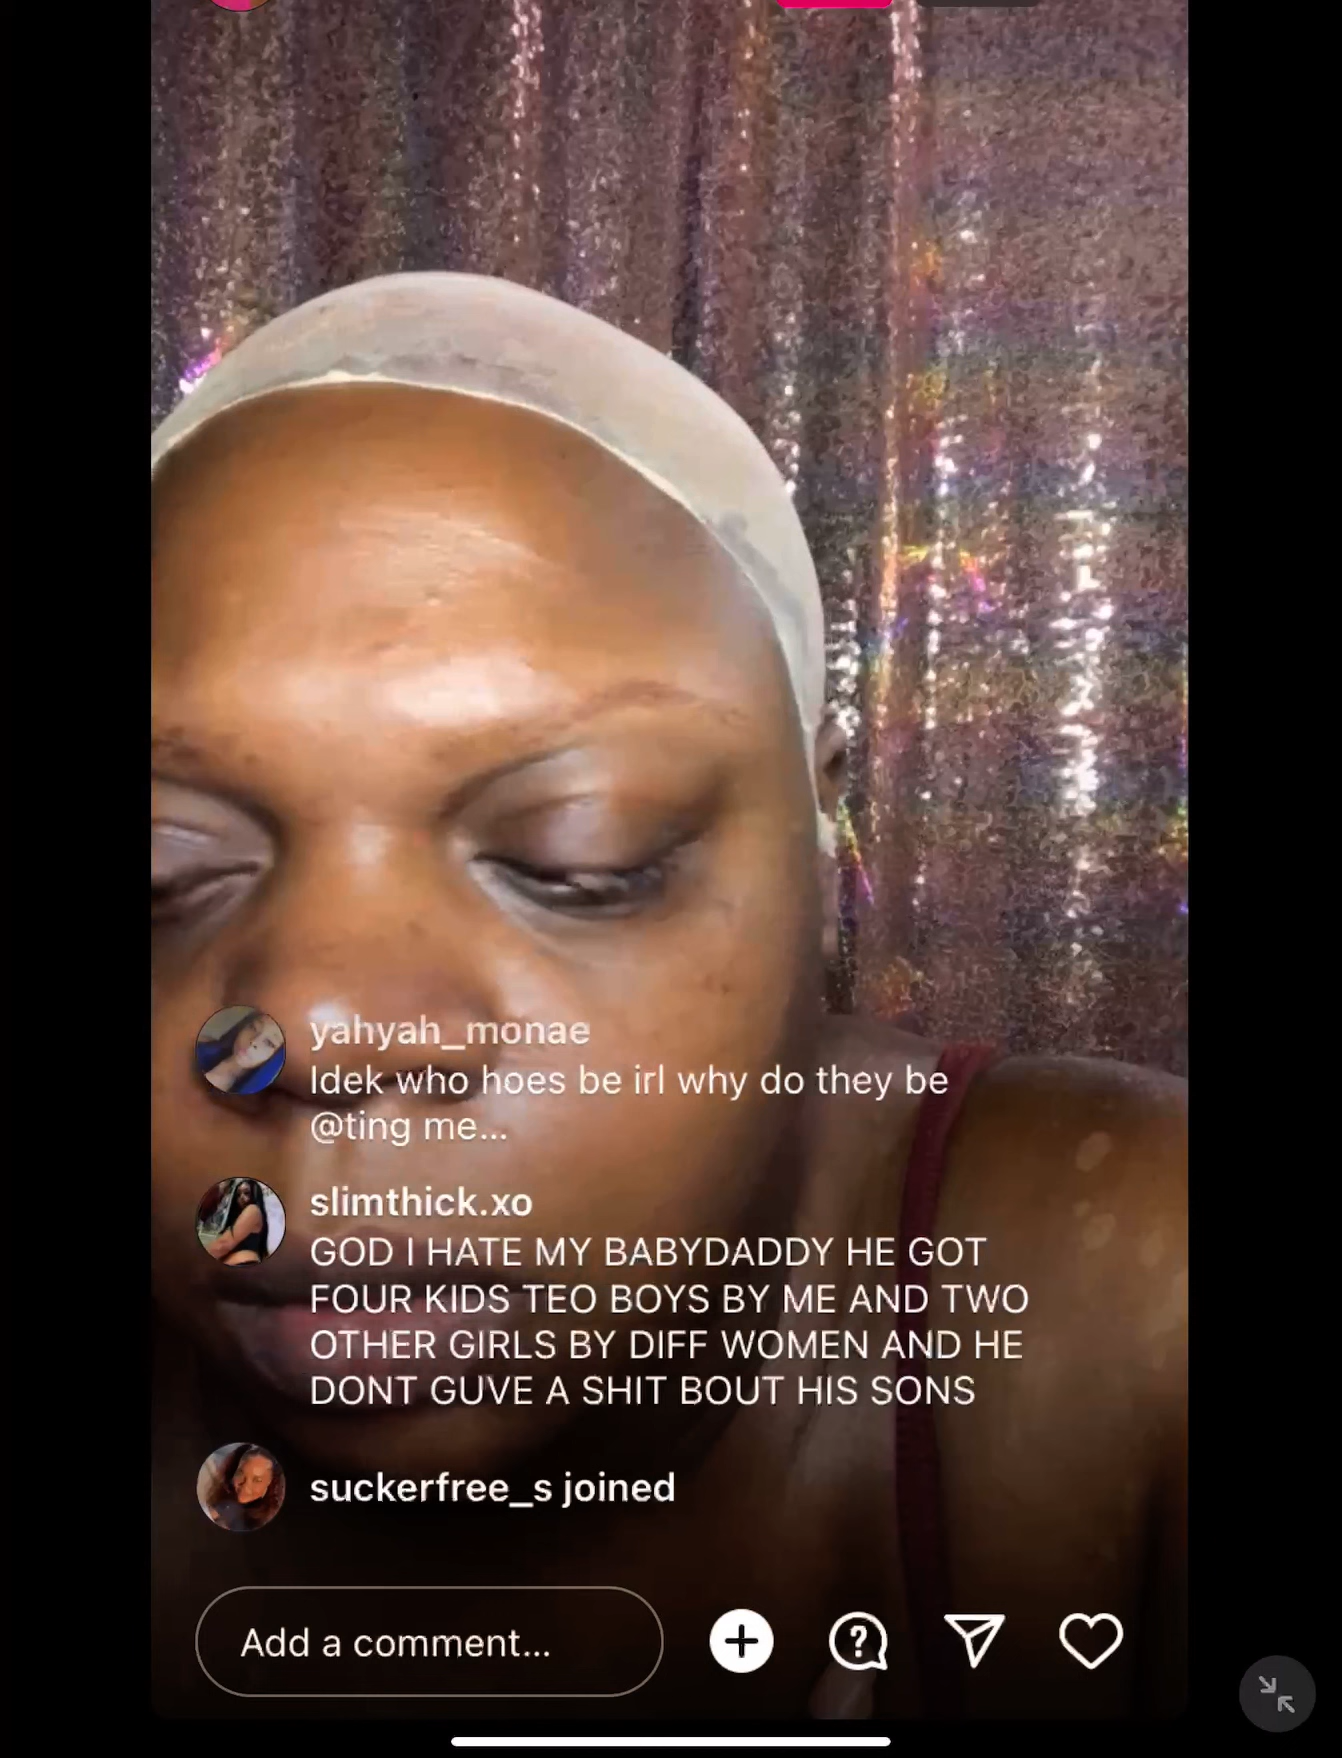 yahyah_monae
Idek who hoes be irl why do they be
@ting me...
slimthick.xo
GOD I HATE MY BABYDADDY HE GOT
FOUR KIDS TEO BOYS BY ME AND TWO
OTHER GIRLS BY DIFF WOMEN AND HE
DONT GUVE A SHIT BOUT HIS SONS
suckerfree_s joined
Add a comment...